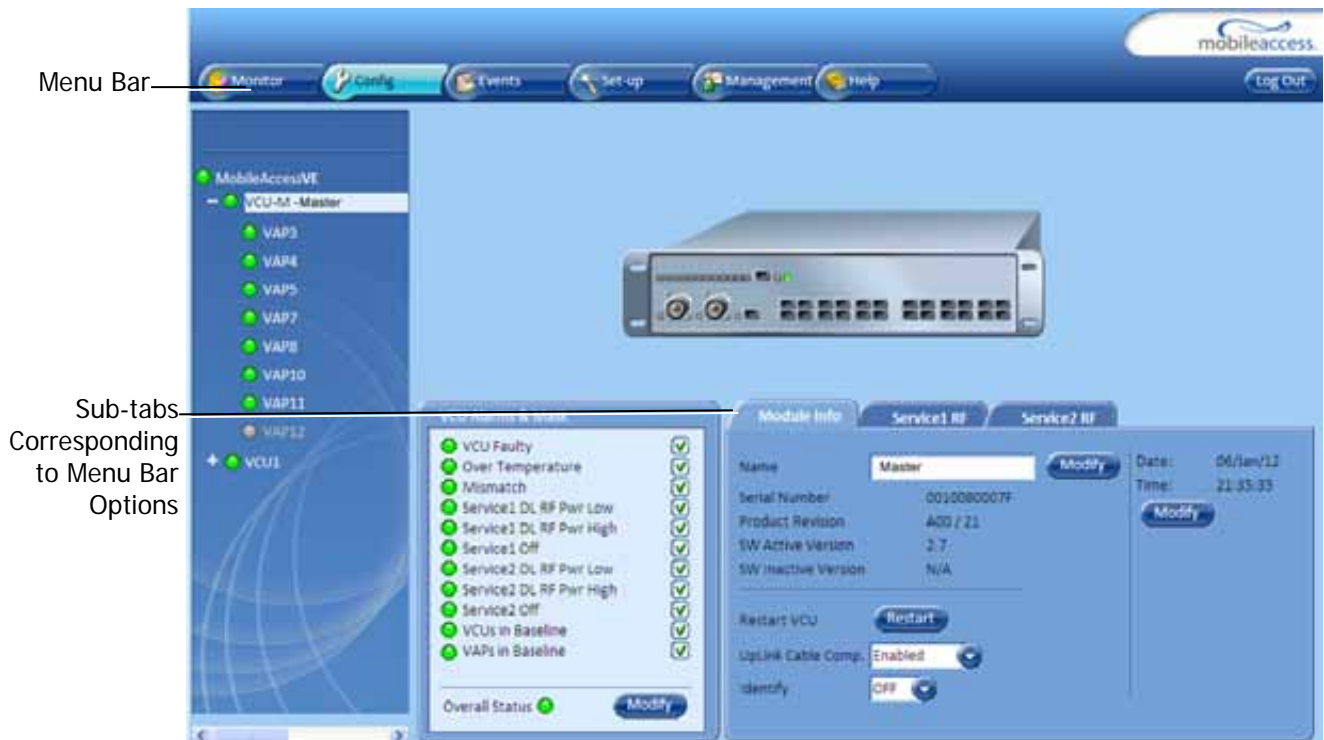 mobileaccess.
Menu Bar
Monitor
Config
Events
Set-up
Management
Help
Log Out
MobileAccessVE
VCU-M -Master
VAP3
VAP4
VAP5
VAP7
VAP8
VAP10
VAP11
VAP12
VCU1
Sub-tabs
Corresponding
to Menu Bar
Options
VCU Alarms & Mask
VCU Faulty
Over Temperature
Mismatch
Service1 DL RF Pwr Low
Service1 DL RF Pwr High
Service1 Off
Service2 DL RF Pwr Low
Service2 DL RF Pwr High
Service2 Off
VCUs in Baseline
VAPs in Baseline
Overall Status
Modify
Module Info
Service1 RF
Service2 RF
Name
Master
Modify
Serial Number
0010080007F
Product Revision
A00 / 21
SW Active Version
2.7
SW Inactive Version
N/A
Restart VCU
Restart
UpLink Cable Comp.
Enabled
Identify
OFF
Date:
06/Jan/12
Time:
21:35:33
Modify